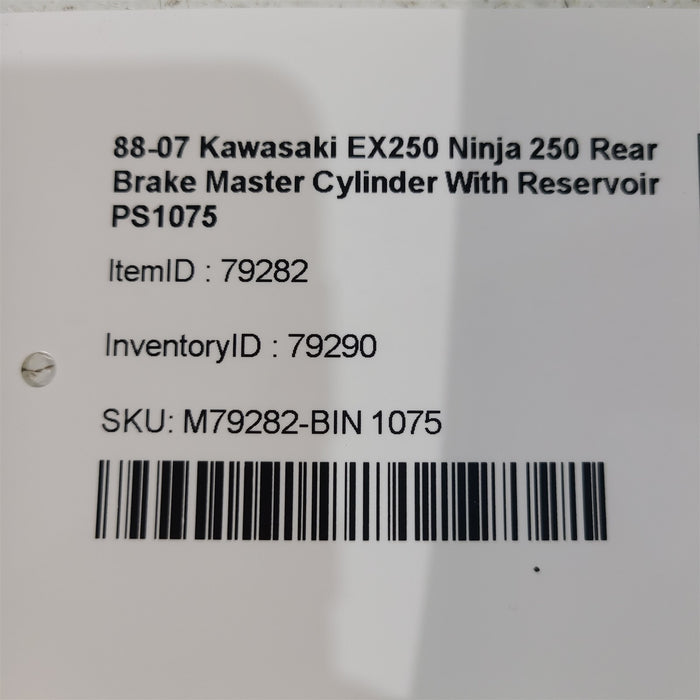 88-07 Kawasaki EX250 Ninja 250 Rear
Brake Master Cylinder With Reservoir
PS1075
ItemID : 79282
InventoryID : 79290
SKU: M79282-BIN 1075